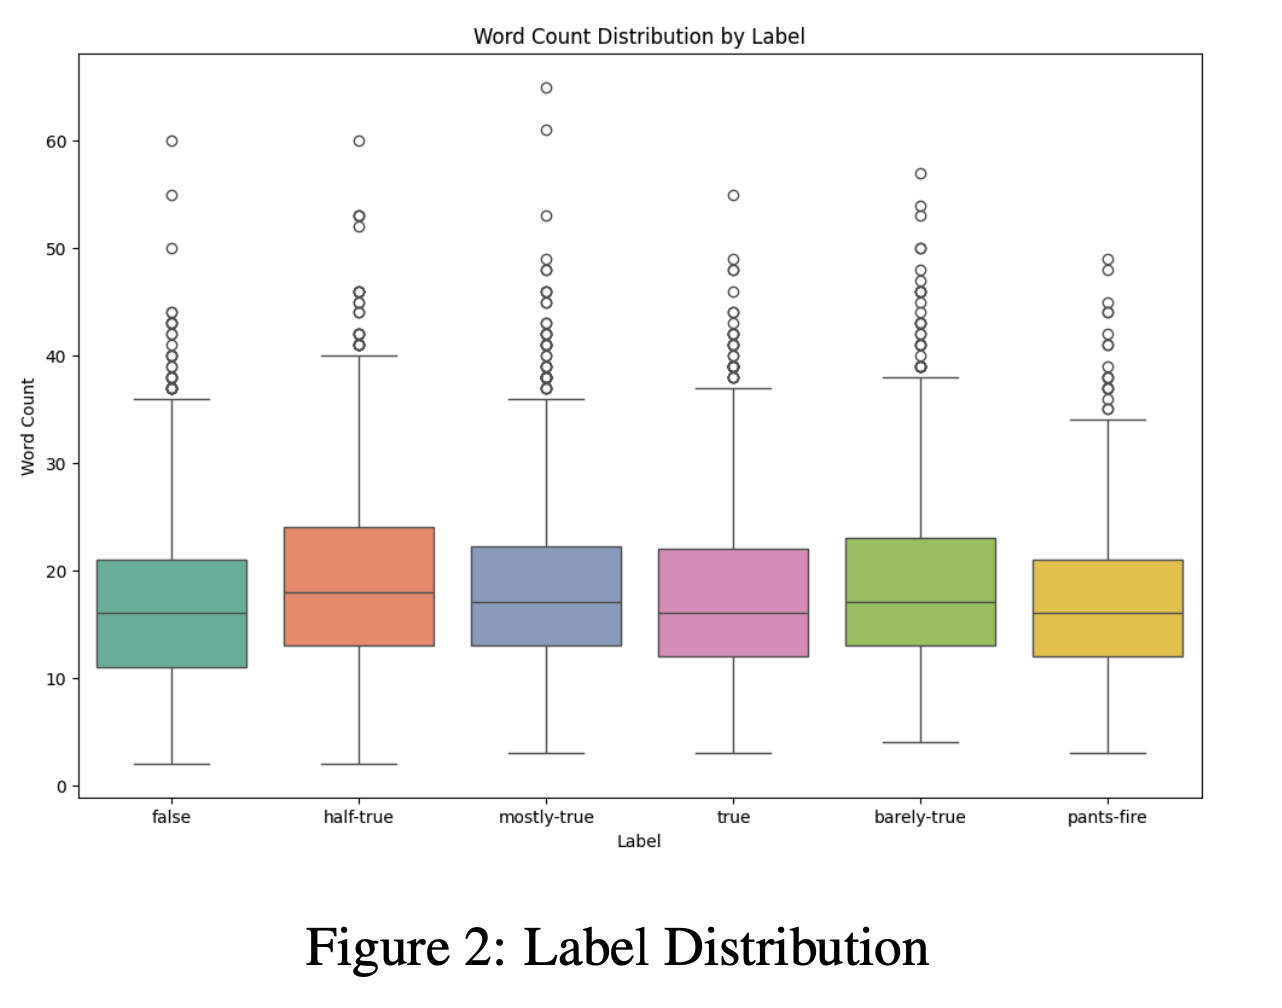 Word Count Distribution by Label
60
50
40
30
20
10
0
Word Count
false half-true mostly-true true barely-true pants-fire
Label
Figure 2: Label Distribution